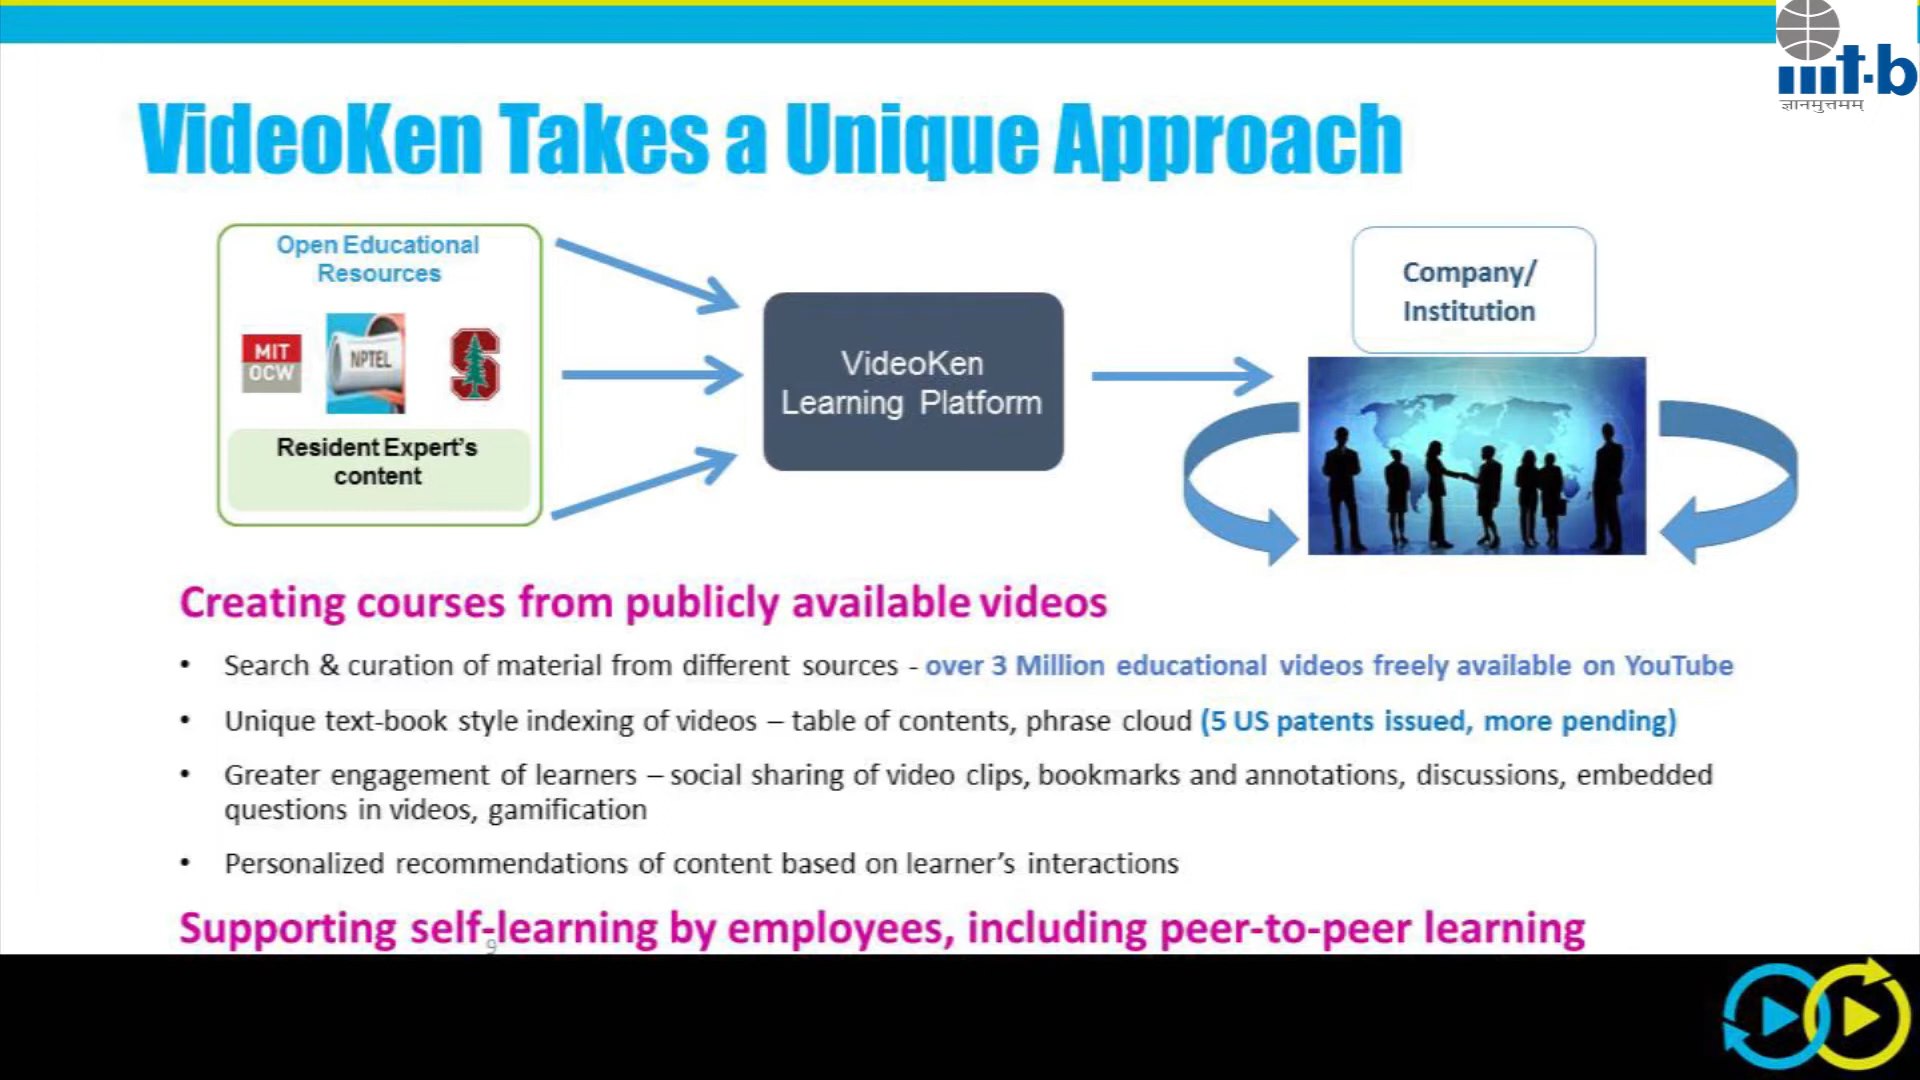 iiit-b
ज्ञानमुत्तमम्
VideoKen Takes a Unique Approach
Open Educational
Resources
MIT
OCW
NPTEL
S
Resident Expert's
content
VideoKen
Learning Platform
Company/
Institution
Creating courses from publicly available videos
• Search & curation of material from different sources - over 3 Million educational videos freely available on YouTube
• Unique text-book style indexing of videos – table of contents, phrase cloud (5 US patents issued, more pending)
• Greater engagement of learners – social sharing of video clips, bookmarks and annotations, discussions, embedded
questions in videos, gamification
• Personalized recommendations of content based on learner's interactions
Supporting self-learning by employees, including peer-to-peer learning
9